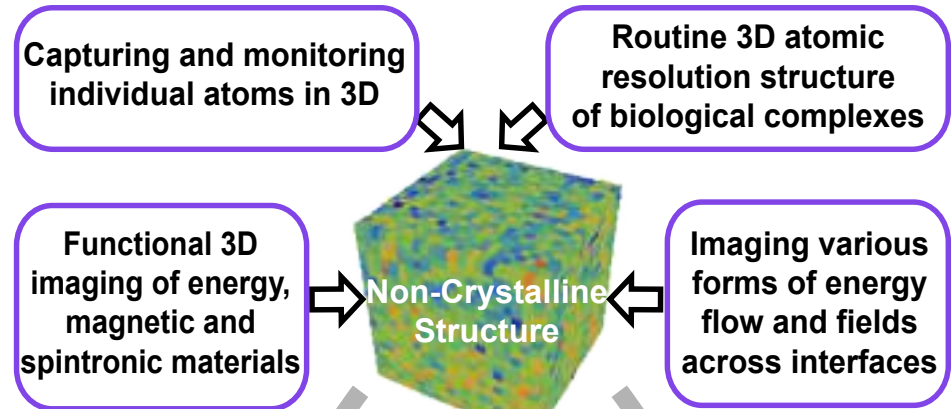 Capturing and monitoring
individual atoms in 3D
Routine 3D atomic
resolution structure
of biological complexes
Functional 3D
imaging of energy,
magnetic and
spintronic materials
Non-Crystalline
Structure
Imaging various
forms of energy
flow and fields
across interfaces